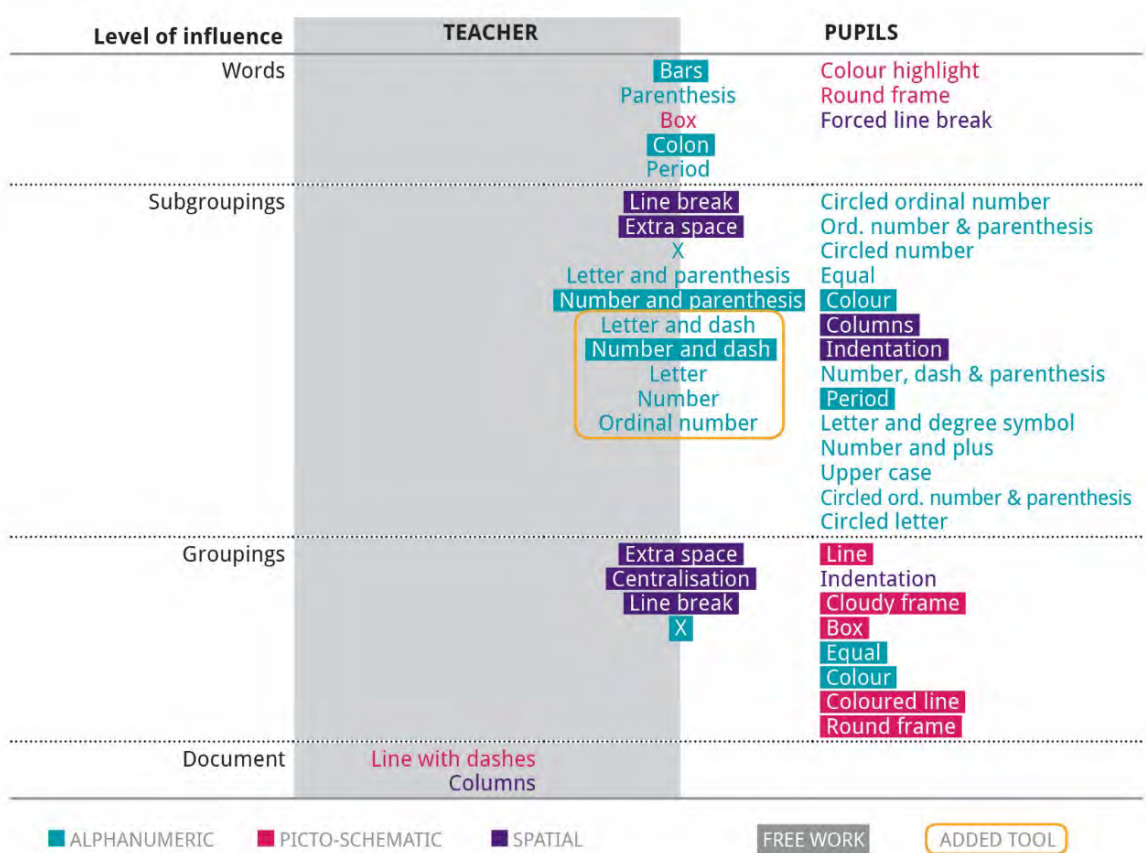 Level of influence TEACHER PUPILS
Words Bars Colour highlight
Parenthesis Round frame
Box Forced line break
Colon
Period
Subgroupings Line break Circled ordinal number
Extra space Ord. number & parenthesis
X Circled number
Letter and parenthesis Equal
Number and parenthesis Colour
Letter and dash Columns
Number and dash Indentation
Letter Number, dash & parenthesis
Number Period
Ordinal number Letter and degree symbol
Number and plus
Upper case
Circled ord. number & parenthesis
Circled letter
Groupings Extra space Line
Centralisation Indentation
Line break Cloudy frame
X Box
Equal
Colour
Coloured line
Round frame
Document Line with dashes
Columns
ALPHANUMERIC PICTO-SCHEMATIC SPATIAL FREE WORK ADDED TOOL